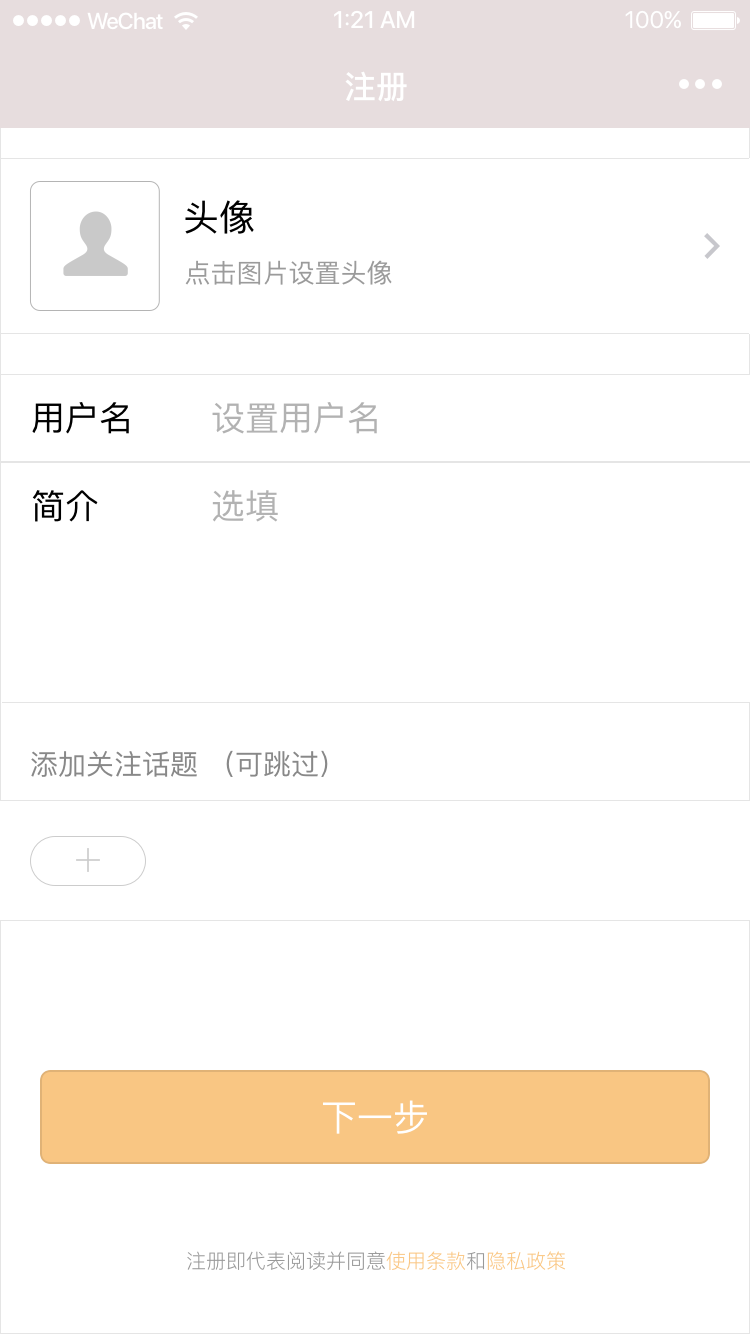 WeChat 1:21 AM 100%
注册
头像
点击图片设置头像
用户名 设置用户名
简介 选填
添加关注话题 （可跳过）
下一步
注册即代表阅读并同意使用条款和隐私政策